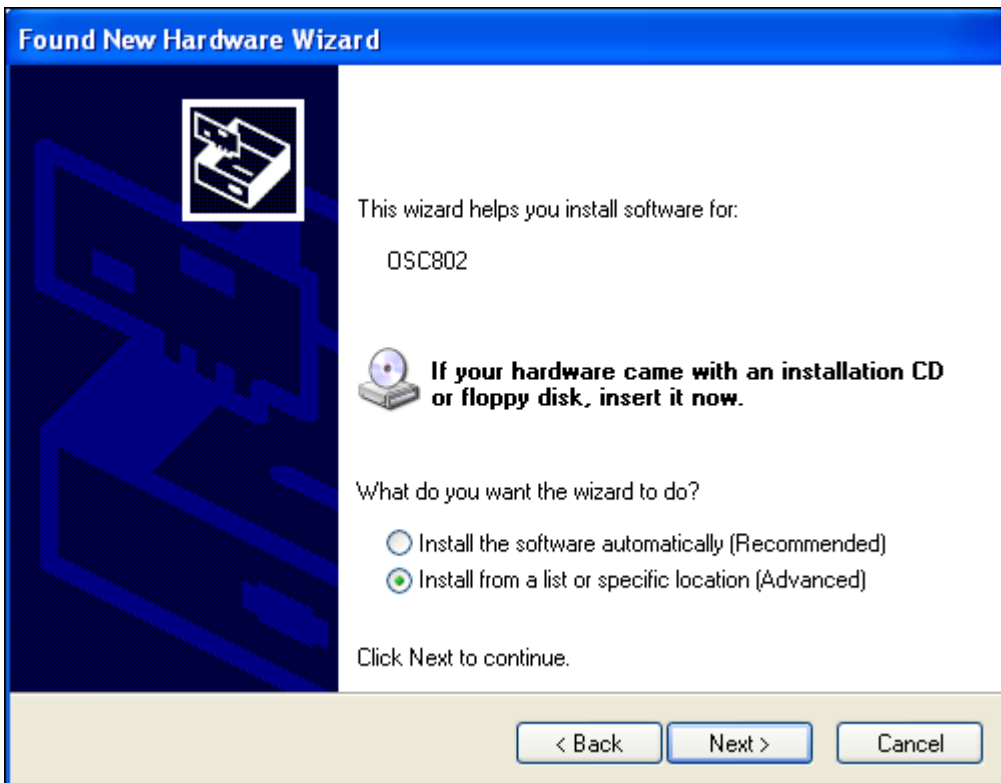 Found New Hardware Wizard
This wizard helps you install software for:
OSC802
If your hardware came with an installation CD
or floppy disk, insert it now.
What do you want the wizard to do?
Install the software automatically (Recommended)
Install from a list or specific location (Advanced)
Click Next to continue.
< Back
Next >
Cancel